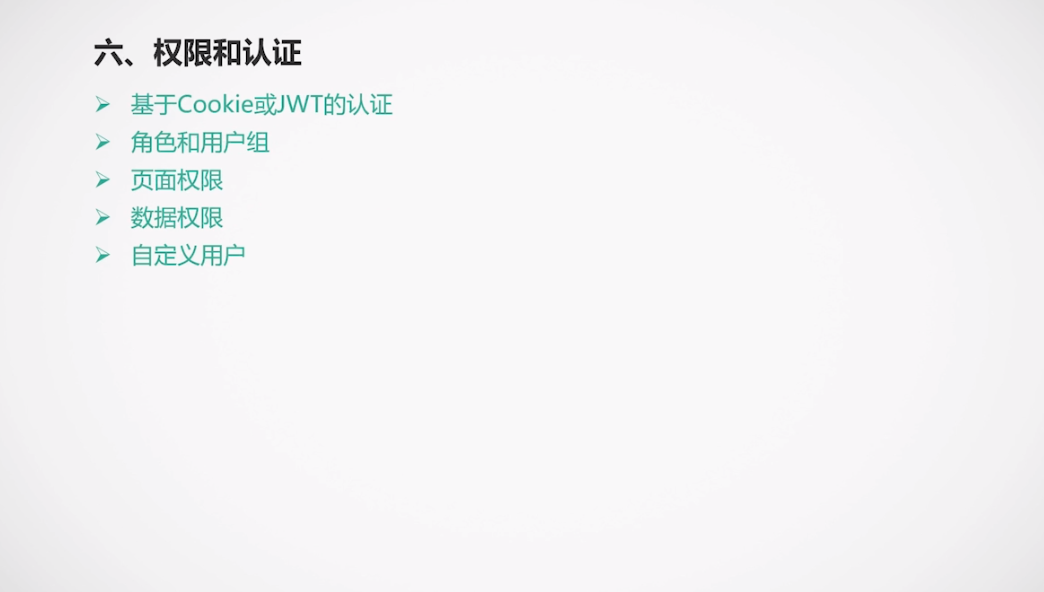 六、权限和认证
➢ 基于Cookie或JWT的认证
➢ 角色和用户组
➢ 页面权限
➢ 数据权限
➢ 自定义用户